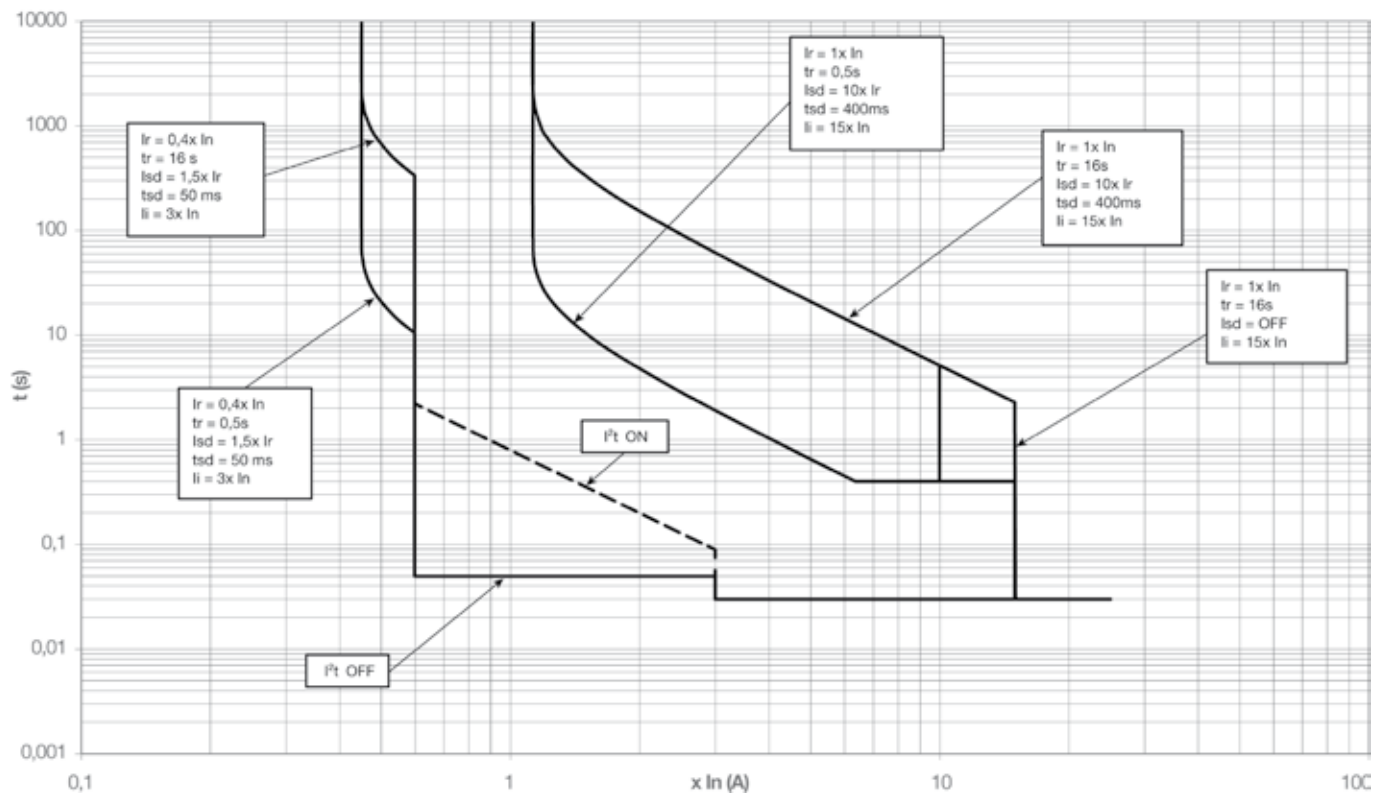 10000
1000
100
10
1
0,1
0,01
0,001
t (s)
0,1
1
x In (A)
10
100
Ir = 0,4x In
tr = 16 s
Isd = 1,5x Ir
tsd = 50 ms
Ii = 3x In
Ir = 0,4x In
tr = 0,5s
Isd = 1,5x Ir
tsd = 50 ms
Ii = 3x In
I²t OFF
I²t ON
Ir = 1x In
tr = 0,5s
Isd = 10x Ir
tsd = 400ms
Ii = 15x In
Ir = 1x In
tr = 16s
Isd = 10x Ir
tsd = 400ms
Ii = 15x In
Ir = 1x In
tr = 16s
Isd = OFF
Ii = 15x In